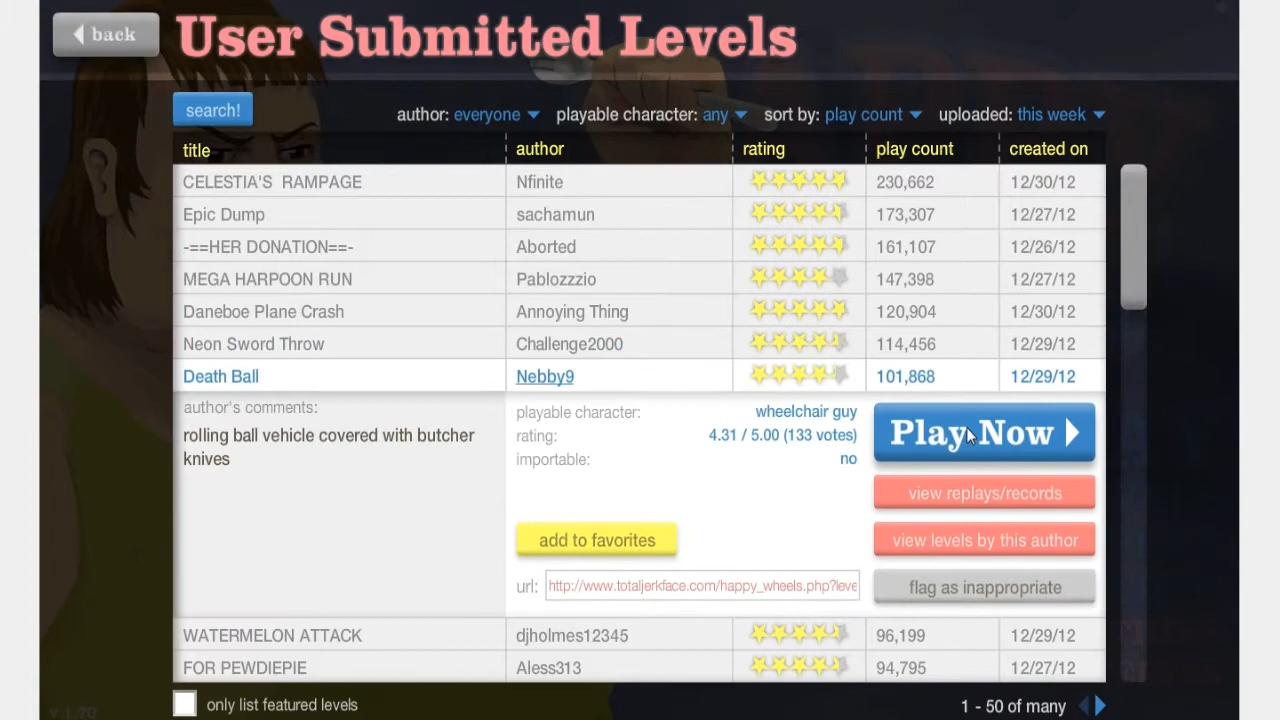 back
User Submitted Levels
search!
author: everyone playable character: any sort by: play count uploaded: this week
title author rating play count created on
CELESTIA'S RAMPAGE Nfinite 230,662 12/30/12
Epic Dump sachamun 173,307 12/27/12
-==HER DONATION==- Aborted 161,107 12/26/12
MEGA HARPOON RUN Pablozzzio 147,398 12/27/12
Daneboe Plane Crash Annoying Thing 120,904 12/30/12
Neon Sword Throw Challenge2000 114,456 12/29/12
Death Ball Nebby9 101,868 12/29/12
author's comments:
rolling ball vehicle covered with butcher
knives
playable character: wheelchair guy
rating: 4.31 / 5.00 (133 votes)
importable: no
add to favorites
url: http://www.totaljerkface.com/happy_wheels.php?leve
Play Now
view replays/records
view levels by this author
flag as inappropriate
WATERMELON ATTACK djholmes12345 96,199 12/29/12
FOR PEWDIEPIE Aless313 94,795 12/27/12
only list featured levels
1 - 50 of many